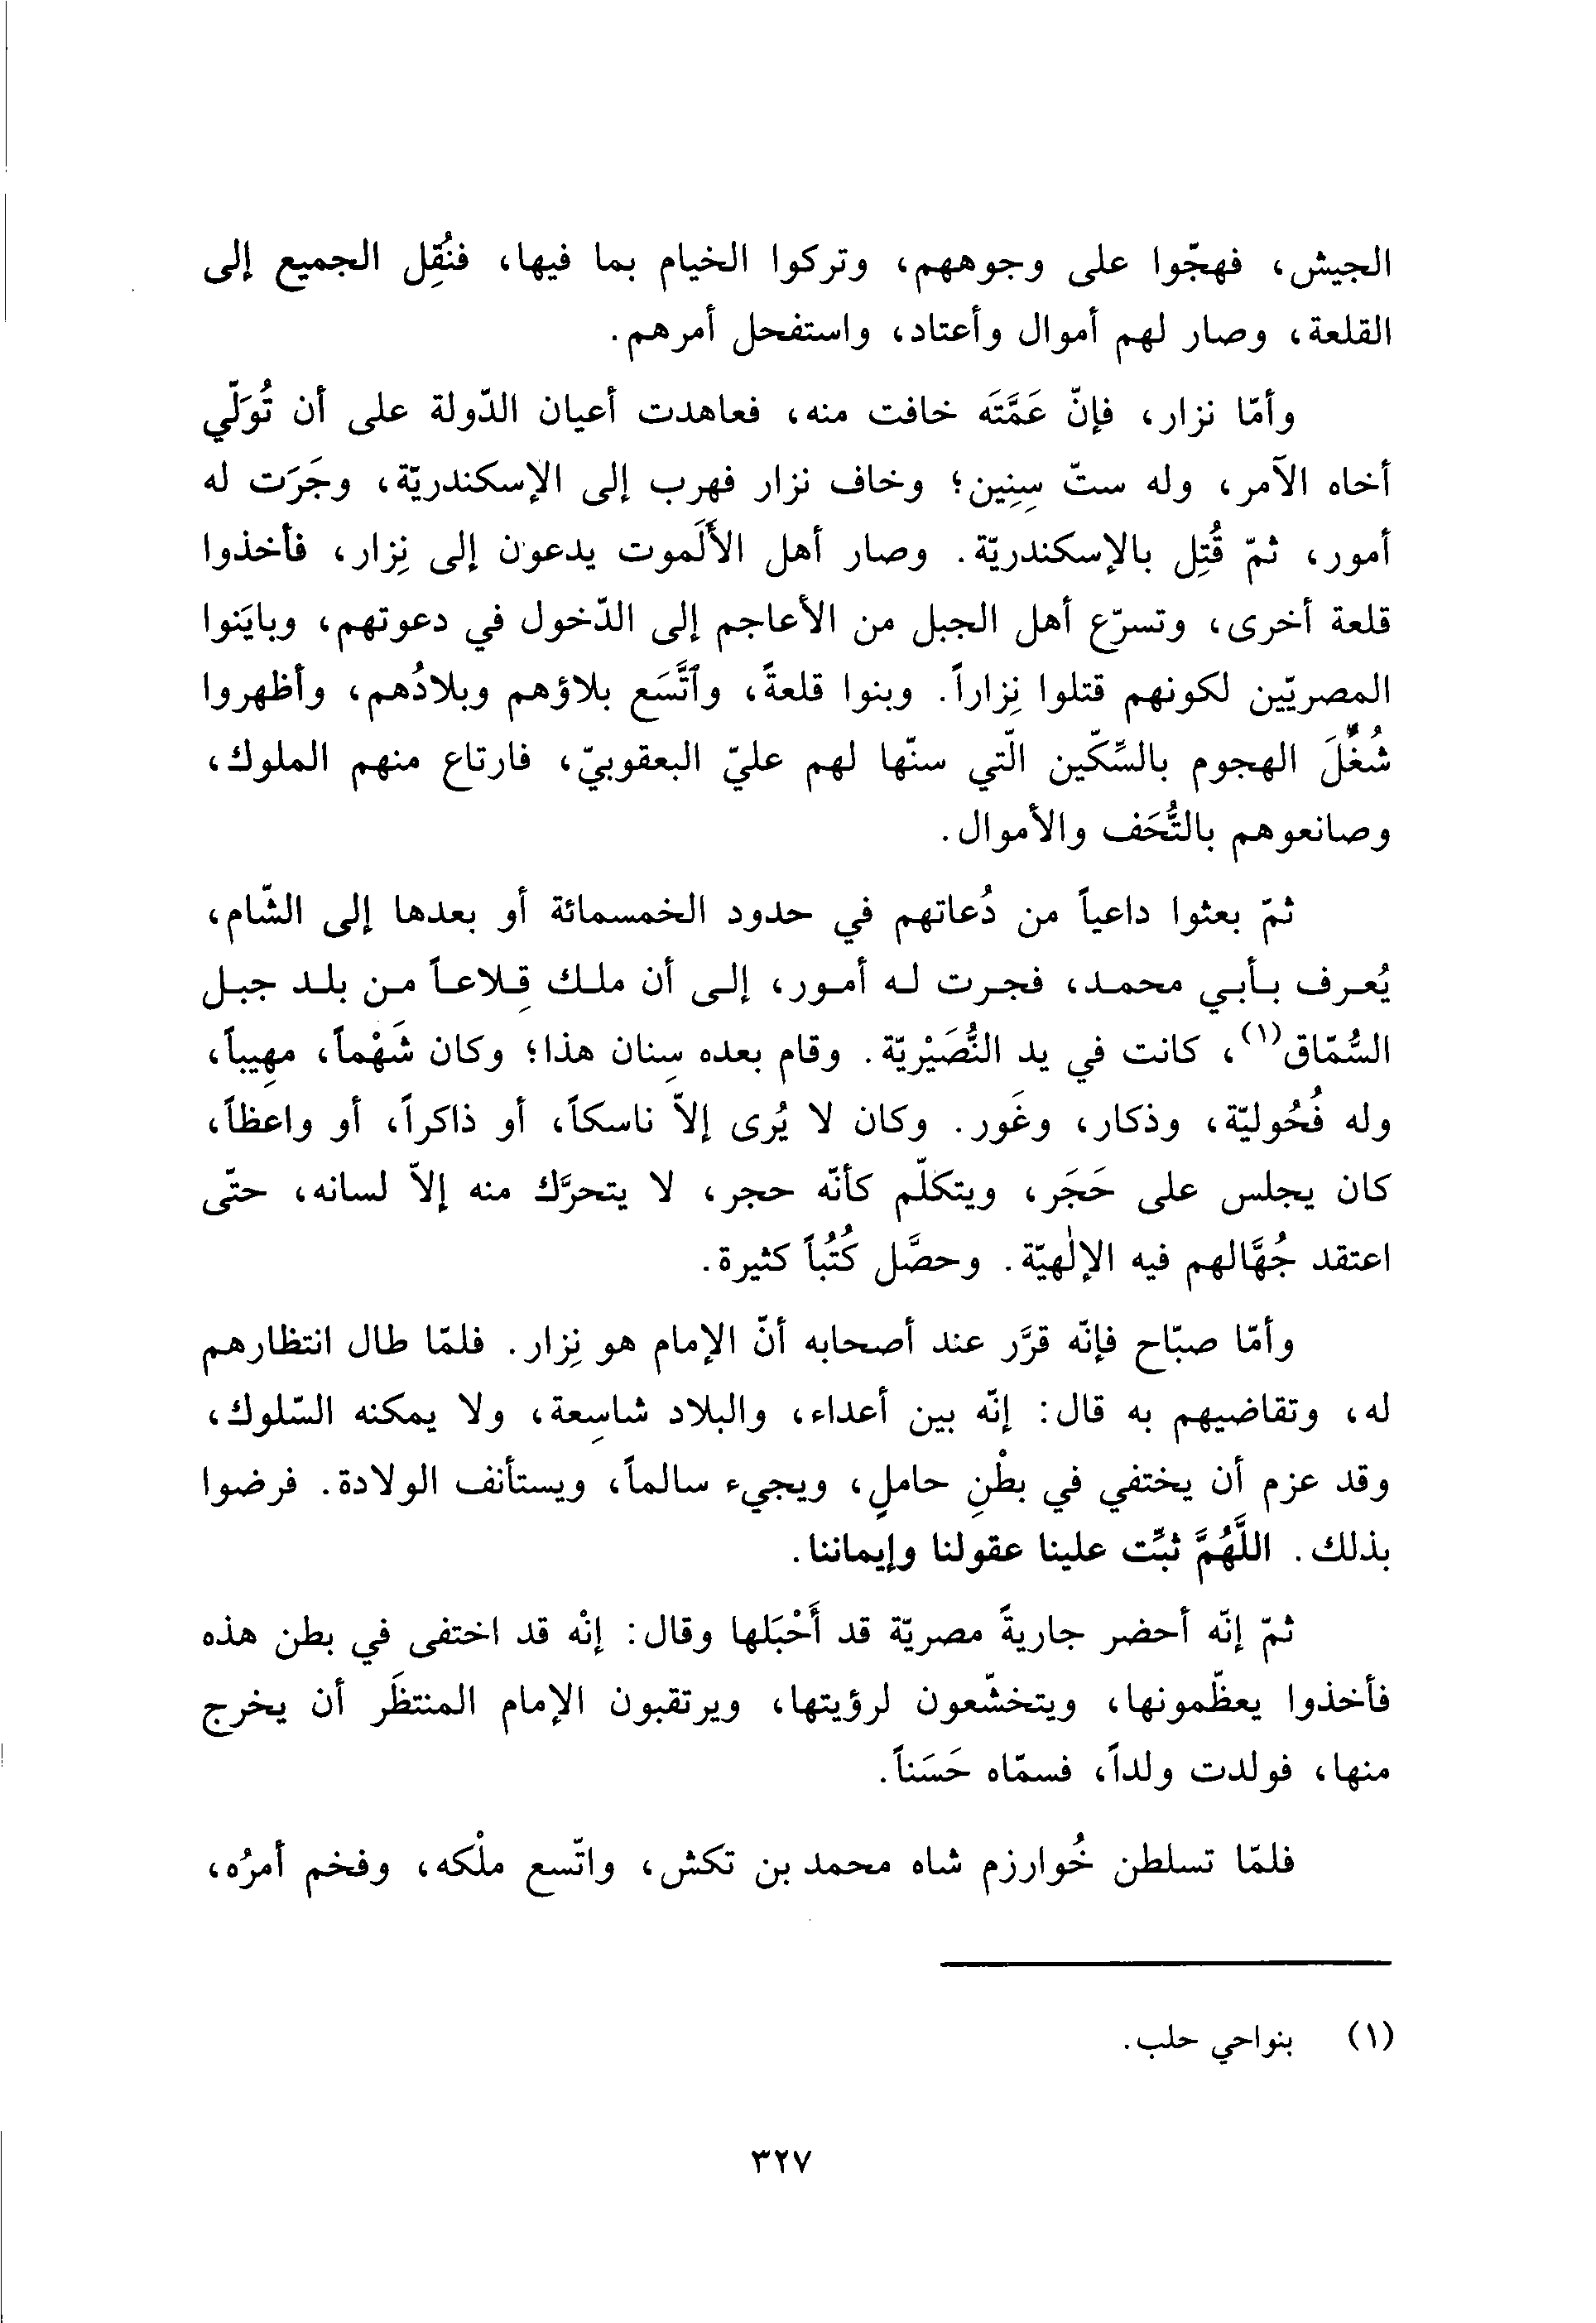 الجيش، فهجّوا على وجوههم، وتركوا الخيام بما فيها، فنُقِل الجميع إلى
القلعة، وصار لهم أموال وأعتاد، واستفحل أمرهم.
وأمّا نزار، فإنّ عَمَّتَه خافت منه، فعاهدت أعيان الدّولة على أن تُوَلّي
أخاه الآمر، وله ستّ سِنِين؛ وخاف نزار فهرب إلى الإسكندريّة، وجَرَت له
أمور، ثمّ قُتِل بالإسكندريّة. وصار أهل الأَلَموت يدعون إلى نِزار، فأخذوا
قلعة أخرى، وتسرّع أهل الجبل من الأعاجم إلى الدّخول في دعوتهم، وبايَنوا
المصريّين لكونهم قتلوا نِزاراً. وبنوا قلعةً، وٱتَّسَع بلاؤهم وبلادُهم، وأظهروا
شُغْلَ الهجوم بالسِّكّين الّتي سنّها لهم عليّ اليعقوبيّ، فارتاع منهم الملوك،
وصانعوهم بالتُّحَف والأموال.
ثمّ بعثوا داعياً من دُعاتهم في حدود الخمسمائة أو بعدها إلى الشّام،
يُعرف بأبي محمد، فجرت له أمور، إلى أن ملك قِلاعاً من بلد جبل
السُّمّاق(١)، كانت في يد النُّصَيْريّة. وقام بعده سِنان هذا؛ وكان شَهْماً، مهِيباً،
وله فُحُوليّة، وذكار، وغَور. وكان لا يُرى إلاّ ناسكاً، أو ذاكراً، أو واعظاً،
كان يجلس على حَجَر، ويتكلّم كأنّه حجر، لا يتحرَّك منه إلاّ لسانه، حتّى
اعتقد جُهَّالهم فيه الإلٰهيّة. وحصَّل كُتُباً كثيرة.
وأمّا صبّاح فإنّه قرَّر عند أصحابه أنّ الإمام هو نِزار. فلمّا طال انتظارهم
له، وتقاضيهم به قال: إنّه بين أعداء، والبلاد شاسِعة، ولا يمكنه السّلوك،
وقد عزم أن يختفي في بطْنِ حاملٍ، ويجيء سالماً، ويستأنف الولادة. فرضوا
بذلك. اللَّهُمَّ ثبِّت علينا عقولنا وإيماننا.
ثمّ إنّه أحضر جاريةً مصريّة قد أَحْبَلها وقال: إنْه قد اختفى في بطن هذه
فأخذوا يعظّمونها، ويتخشّعون لرؤيتها، ويرتقبون الإمام المنتظَر أن يخرج
منها، فولدت ولداً، فسمّاه حَسَناً.
فلمّا تسلطن خُوارزم شاه محمد بن تكش، واتّسع ملْكه، وفخم أمرُه،
(١) بنواحي حلب.
٣٢٧